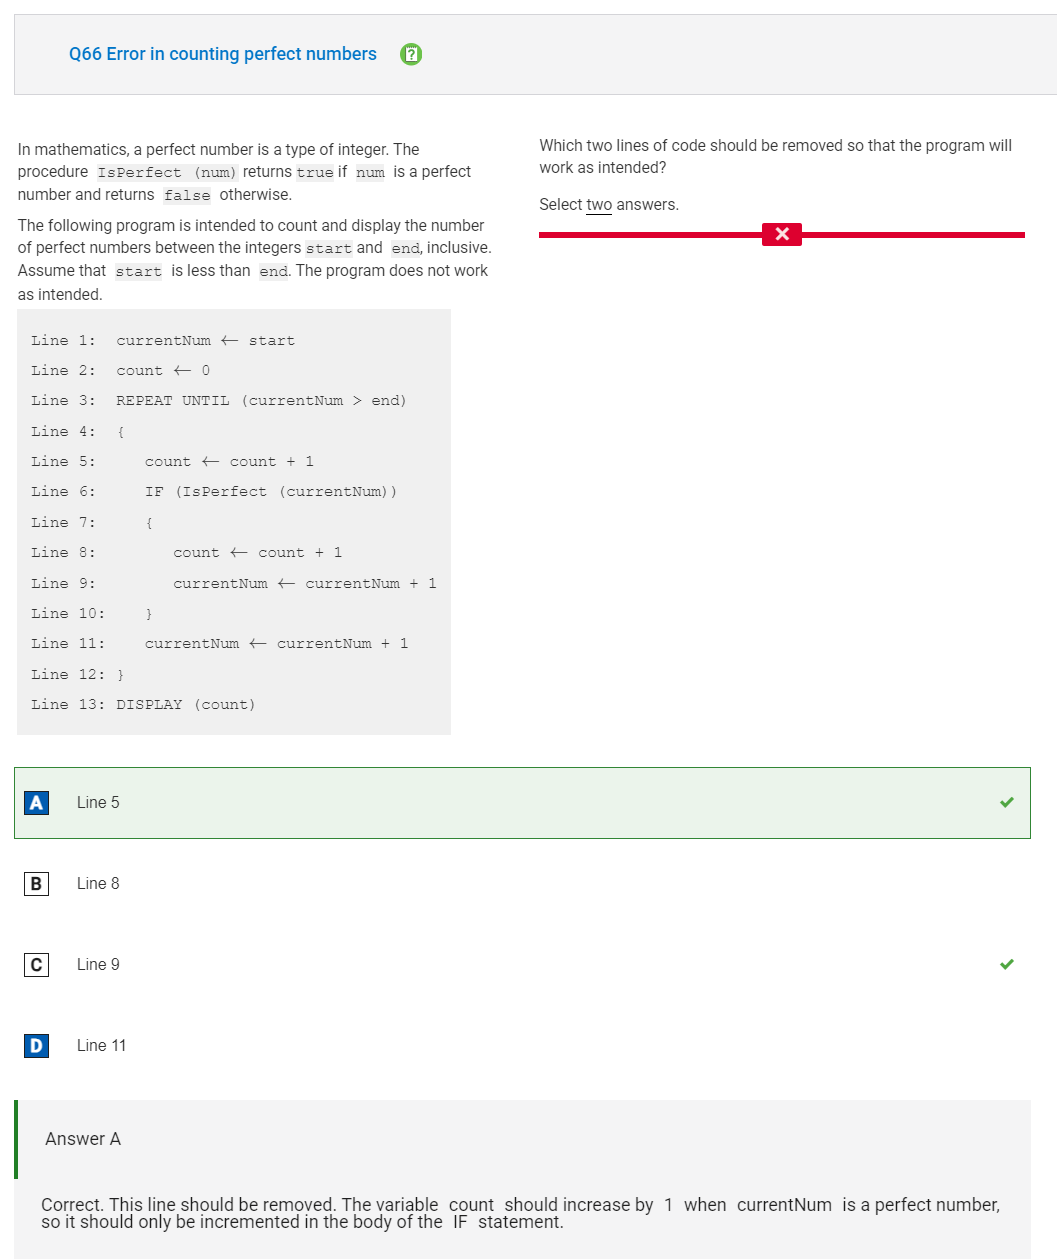 Q66 Error in counting perfect numbers
In mathematics, a perfect number is a type of integer. The
procedure IsPerfect (num) returns true if num is a perfect
number and returns false otherwise.
The following program is intended to count and display the number
of perfect numbers between the integers start and end, inclusive.
Assume that start is less than end. The program does not work
as intended.
Line 1: currentNum ← start
Line 2: count ← 0
Line 3: REPEAT UNTIL (currentNum > end)
Line 4: {
Line 5: count ← count + 1
Line 6: IF (IsPerfect (currentNum))
Line 7: {
Line 8: count ← count + 1
Line 9: currentNum ← currentNum + 1
Line 10: }
Line 11: currentNum ← currentNum + 1
Line 12: }
Line 13: DISPLAY (count)
Which two lines of code should be removed so that the program will
work as intended?
Select two answers.
A Line 5
B Line 8
C Line 9
D Line 11
Answer A
Correct. This line should be removed. The variable count should increase by 1 when currentNum is a perfect number,
so it should only be incremented in the body of the IF statement.